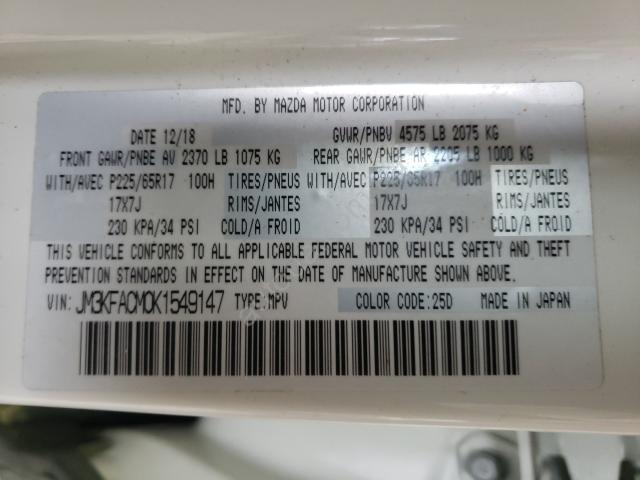 MFD. BY MAZDA MOTOR CORPORATION
DATE 12/18 GVWR/PNBV 4575 LB 2075 KG
FRONT GAWR/PNBE AV 2370 LB 1075 KG REAR GAWR/PNBE AR 2205 LB 1000 KG
WITH/AVEC P225/65R17 100H TIRES/PNEUS WITH/AVEC P225/65R17 100H TIRES/PNEUS
17X7J RIMS/JANTES 17X7J RIMS/JANTES
230 KPA/34 PSI COLD/A FROID 230 KPA/34 PSI COLD/A FROID
THIS VEHICLE CONFORMS TO ALL APPLICABLE FEDERAL MOTOR VEHICLE SAFETY AND THEFT
PREVENTION STANDARDS IN EFFECT ON THE DATE OF MANUFACTURE SHOWN ABOVE.
VIN: JM3KFACM0K1549147 TYPE:MPV COLOR CODE:25D MADE IN JAPAN